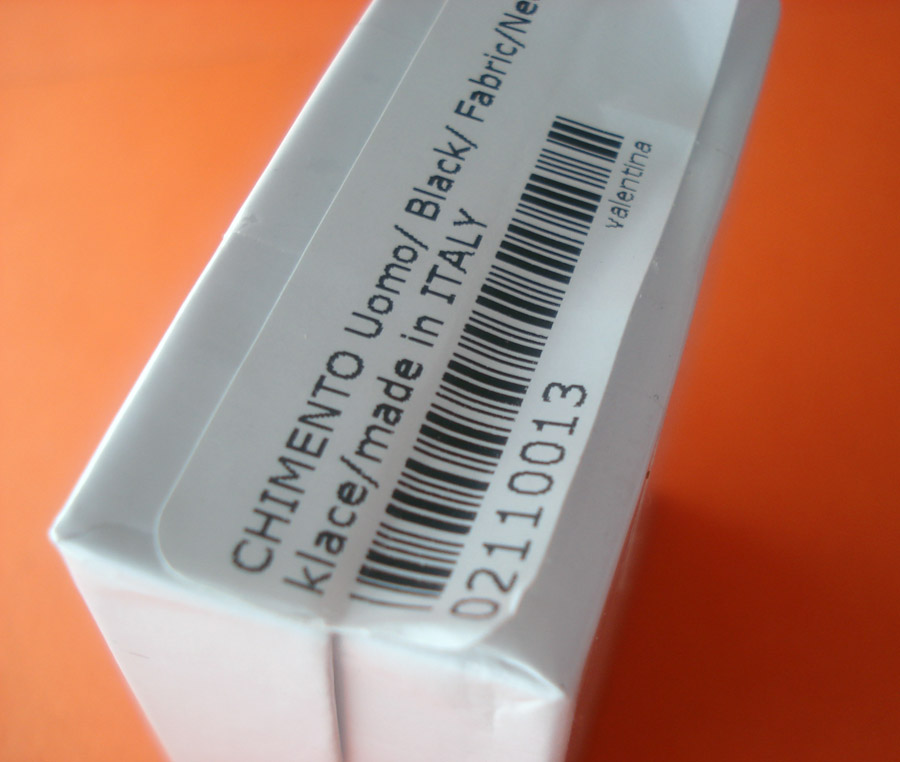 CHIMENTO Uomo/ Black/ Fabric/Ne
klace/made in ITALY
valentina
02110013